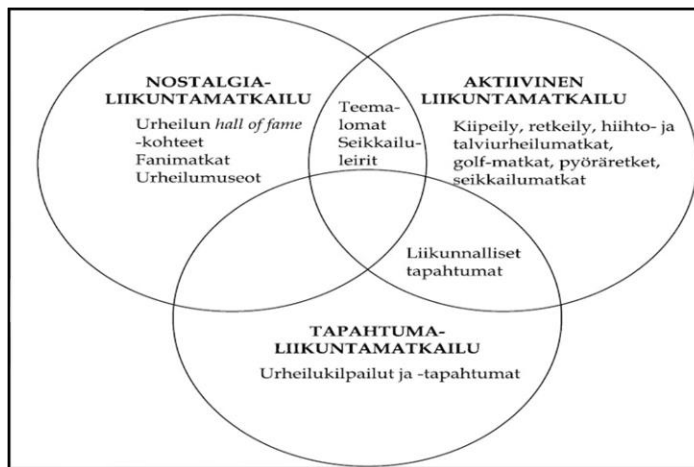 NOSTALGIA-
LIIKUNTAMATKAILU
Urheilun hall of fame
-kohteet
Fanimatkat
Urheilumuseot
Teema-
lomat
Seikkailu-
leirit
AKTIIVINEN
LIIKUNTAMATKAILU
Kiipeily, retkeily, hiihto- ja
talviurheilumatkat,
golf-matkat, pyöräretket,
seikkailumatkat
Liikunnalliset
tapahtumat
TAPAHTUMA-
LIIKUNTAMATKAILU
Urheilukilpailut ja -tapahtumat